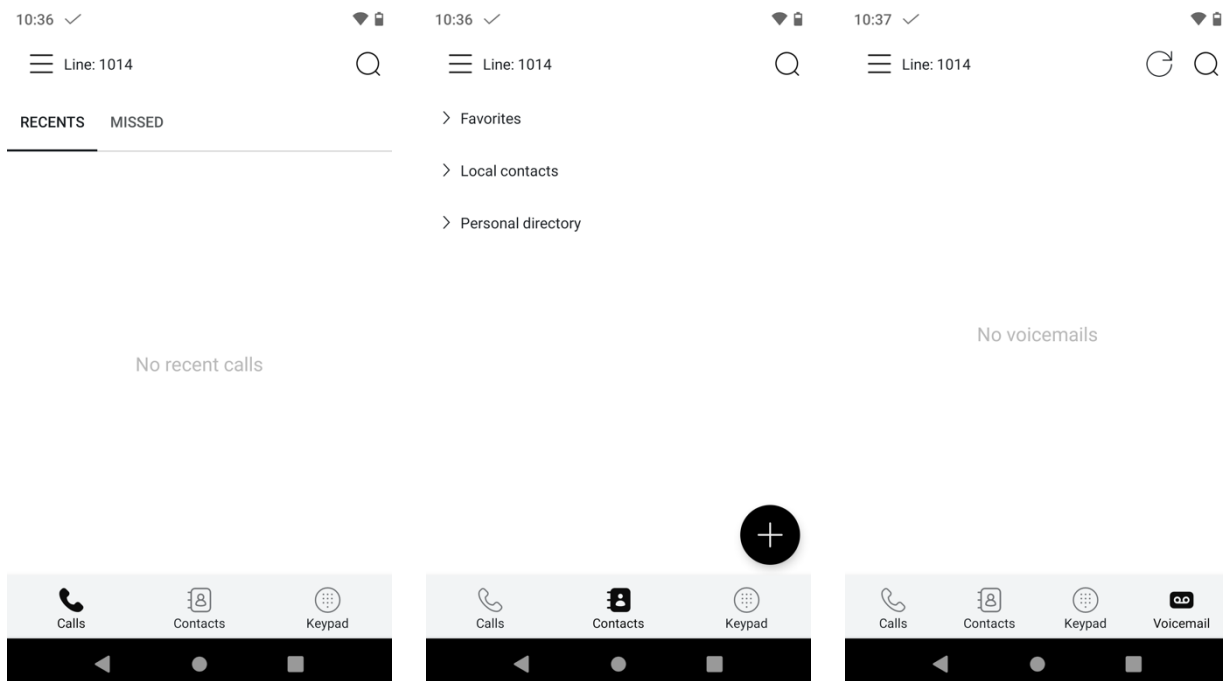 10:36
Line: 1014
RECENTS MISSED
No recent calls
Calls Contacts Keypad
10:36
Line: 1014
Favorites
Local contacts
Personal directory
Calls Contacts Keypad
10:37
Line: 1014
No voicemails
Calls Contacts Keypad Voicemail